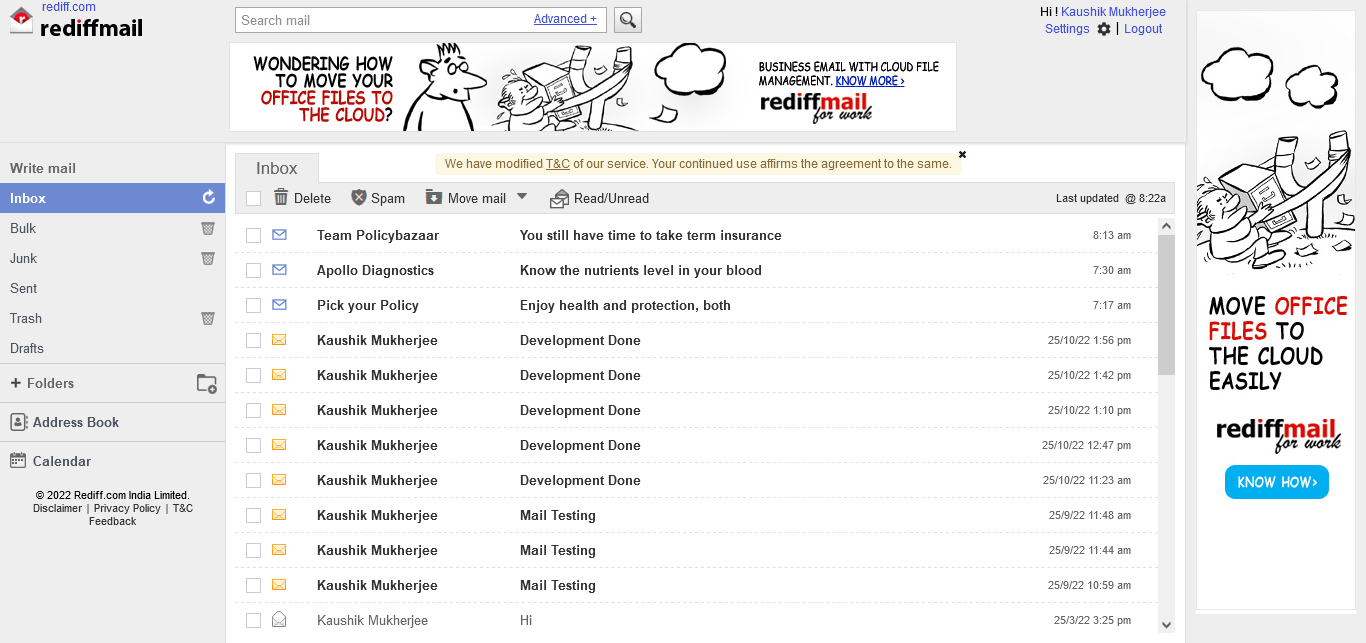 rediff.com
rediffmail
Search mail
Advanced +
Hi ! Kaushik Mukherjee
Settings | Logout
WONDERING HOW
TO MOVE YOUR
OFFICE FILES TO
THE CLOUD?
BUSINESS EMAIL WITH CLOUD FILE
MANAGEMENT. KNOW MORE ›
rediffmail
for work
Write mail
Inbox
Bulk
Junk
Sent
Trash
Drafts
+ Folders
Address Book
Calendar
© 2022 Rediff.com India Limited.
Disclaimer | Privacy Policy | T&C
Feedback
Inbox
We have modified T&C of our service. Your continued use affirms the agreement to the same.
Delete Spam Move mail Read/Unread Last updated @ 8:22a
Team Policybazaar You still have time to take term insurance 8:13 am
Apollo Diagnostics Know the nutrients level in your blood 7:30 am
Pick your Policy Enjoy health and protection, both 7:17 am
Kaushik Mukherjee Development Done 25/10/22 1:56 pm
Kaushik Mukherjee Development Done 25/10/22 1:42 pm
Kaushik Mukherjee Development Done 25/10/22 1:10 pm
Kaushik Mukherjee Development Done 25/10/22 12:47 pm
Kaushik Mukherjee Development Done 25/10/22 11:23 am
Kaushik Mukherjee Mail Testing 25/9/22 11:48 am
Kaushik Mukherjee Mail Testing 25/9/22 11:44 am
Kaushik Mukherjee Mail Testing 25/9/22 10:59 am
Kaushik Mukherjee Hi 25/3/22 3:25 pm
MOVE OFFICE
FILES TO
THE CLOUD
EASILY
rediffmail
for work
KNOW HOW›